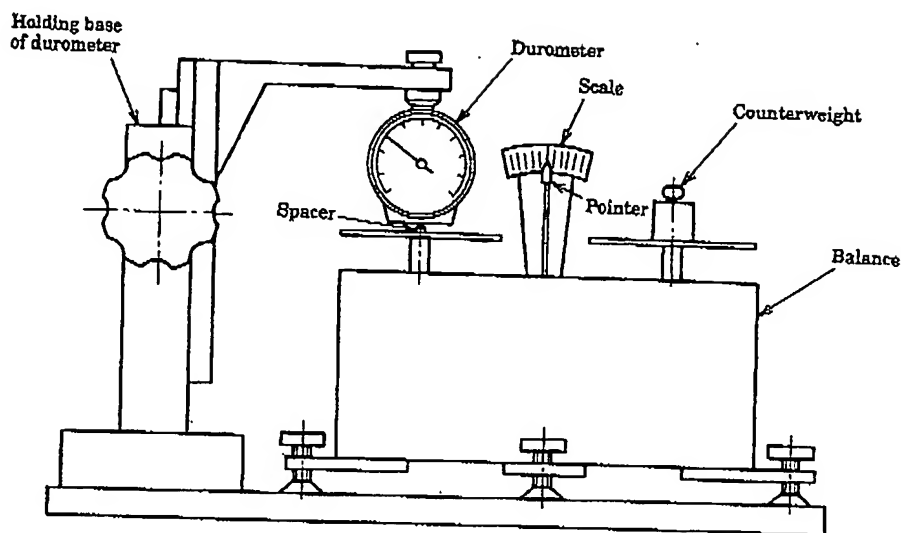 Holding base
of durometer
Durometer
Scale
Counterweight
Spacer
Pointer
Balance